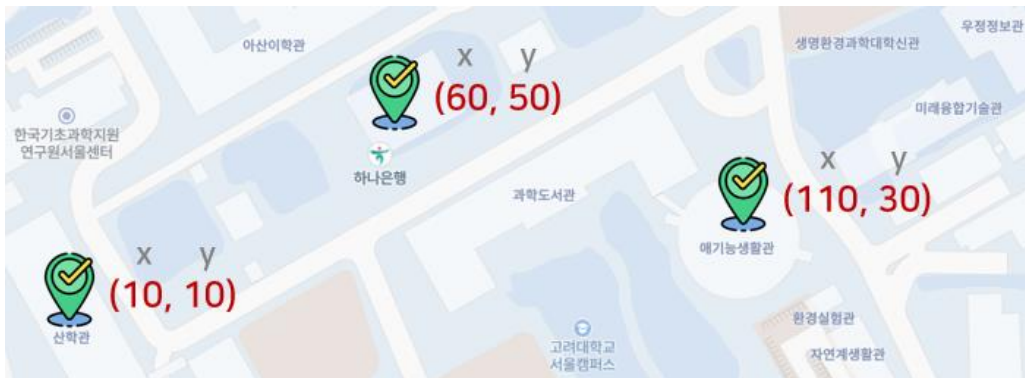 우정정보관
아산이학관
생명환경과학대학신관
x y
(60, 50)
미래융합기술관
한국기초과학지원
연구원서울센터
하나은행
x y
(110, 30)
과학도서관
애기능생활관
x y
(10, 10)
산학관
환경실험관
고려대학교
서울캠퍼스
자연계생활관